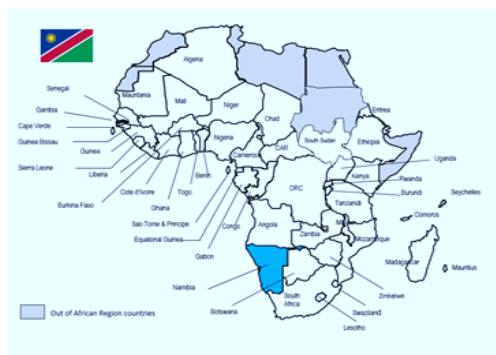 Algeria
Senegal
Mauritania
Mali
Niger
Chad
Eritrea
Gambia
Cape Verde
Guinea Bissau
Guinea
Nigeria
South Sudan
Ethiopia
Cameroon
CAR
Uganda
Sierra Leone
Liberia
Benin
Kenya
Rwanda
Burkina Faso
Cote d'Ivoire
Togo
DRC
Burundi
Seychelles
Ghana
Tanzania
Sao Tome & Principe
Congo
Comoros
Equatorial Guinea
Angola
Zambia
Mozambique
Gabon
Madagascar
Mauritius
Namibia
South
Africa
Zimbabwe
Botswana
Swaziland
Lesotho
Out of African Region countries